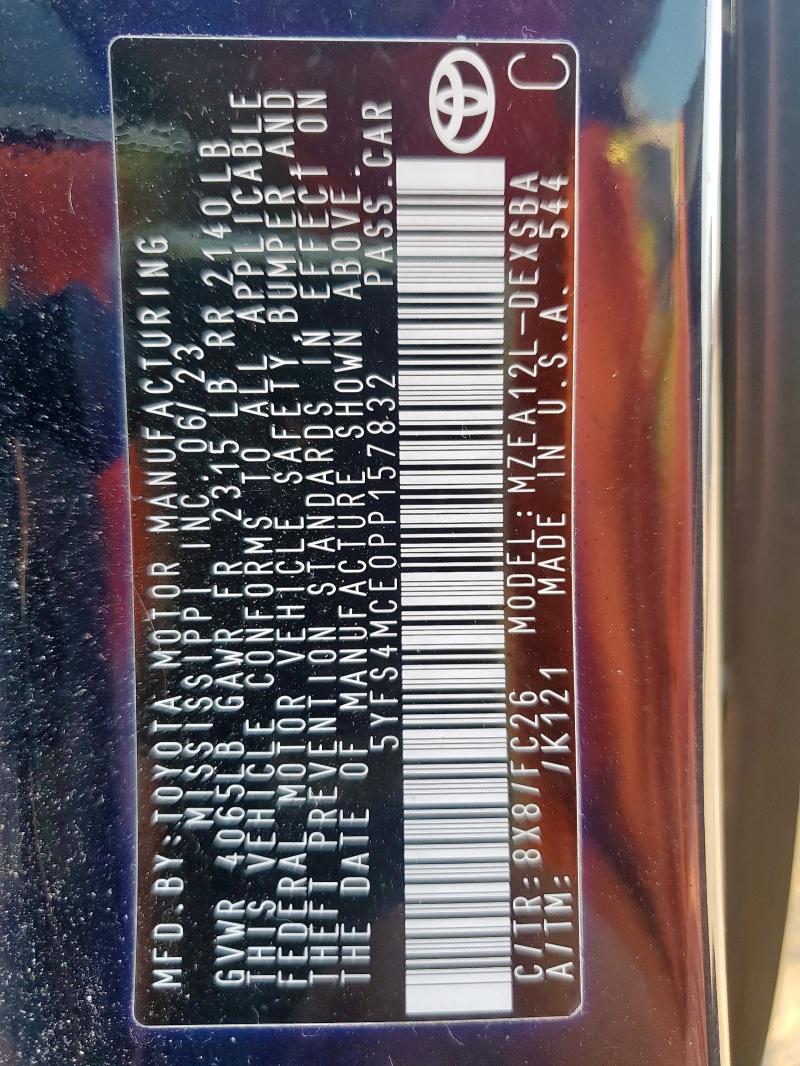 MFD.BY:TOYOTA MOTOR MANUFACTURING
MISSISSIPPI INC. 06/23
GVWR 4065LB GAWR FR 2315 LB RR 2140LB
THIS VEHICLE CONFORMS TO ALL APPLICABLE
FEDERAL MOTOR VEHICLE SAFETY, BUMPER AND
THEFT PREVENTION STANDARDS IN EFFECT ON
THE DATE OF MANUFACTURE SHOWN ABOVE.
5YFS4MCE0PP157832 PASS.CAR
C/TR:8X8/FC26 MODEL:MZEA12L-DEXSBA
A/TM: /K121 MADE IN U.S.A. 544
C